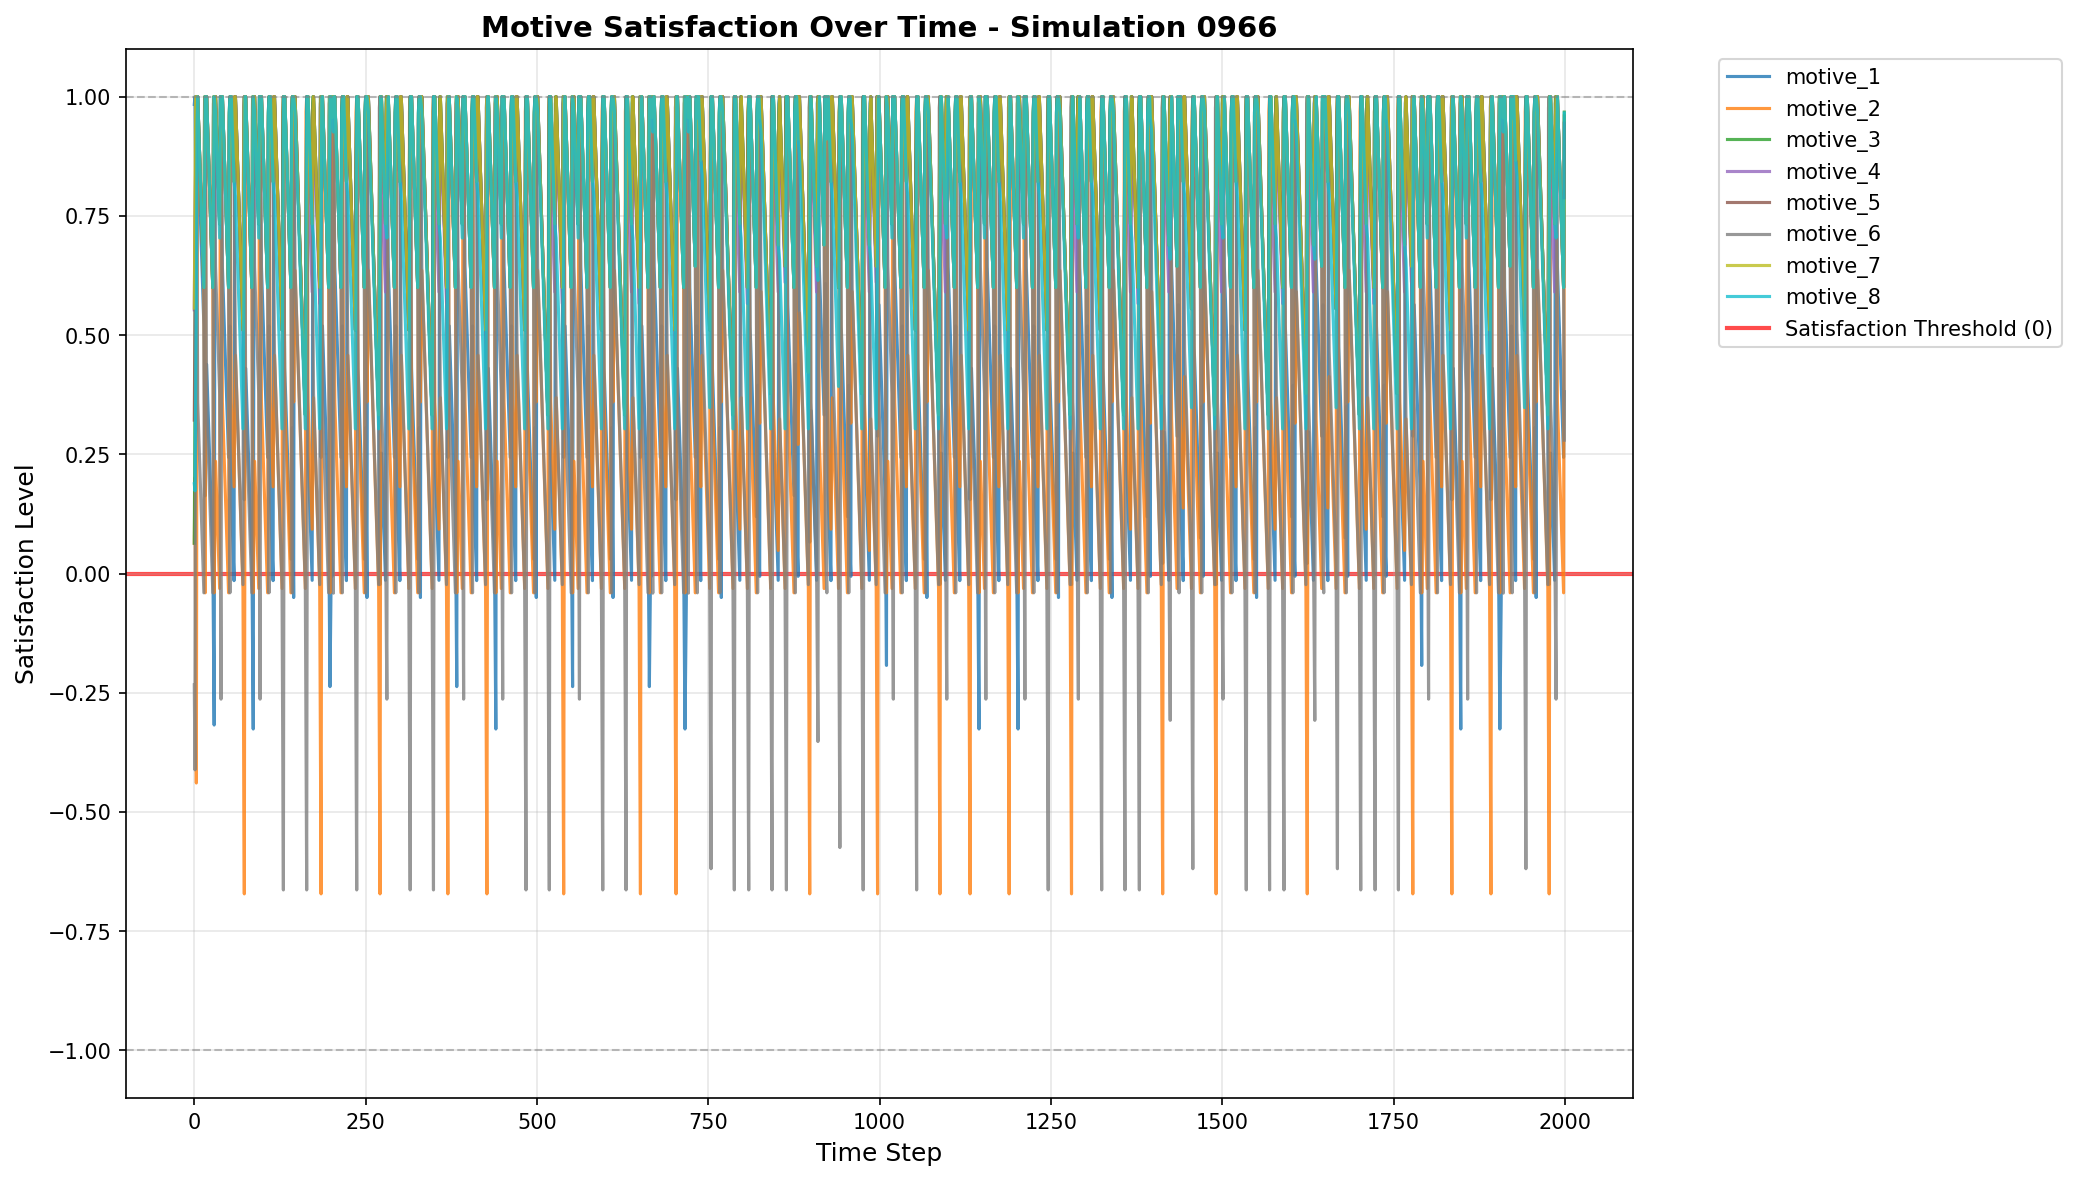 Motive Satisfaction Over Time - Simulation 0966
1.00
0.75
0.50
0.25
0.00
−0.25
−0.50
−0.75
−1.00
Satisfaction Level
0 250 500 750 1000 1250 1500 1750 2000
Time Step
motive_1
motive_2
motive_3
motive_4
motive_5
motive_6
motive_7
motive_8
Satisfaction Threshold (0)